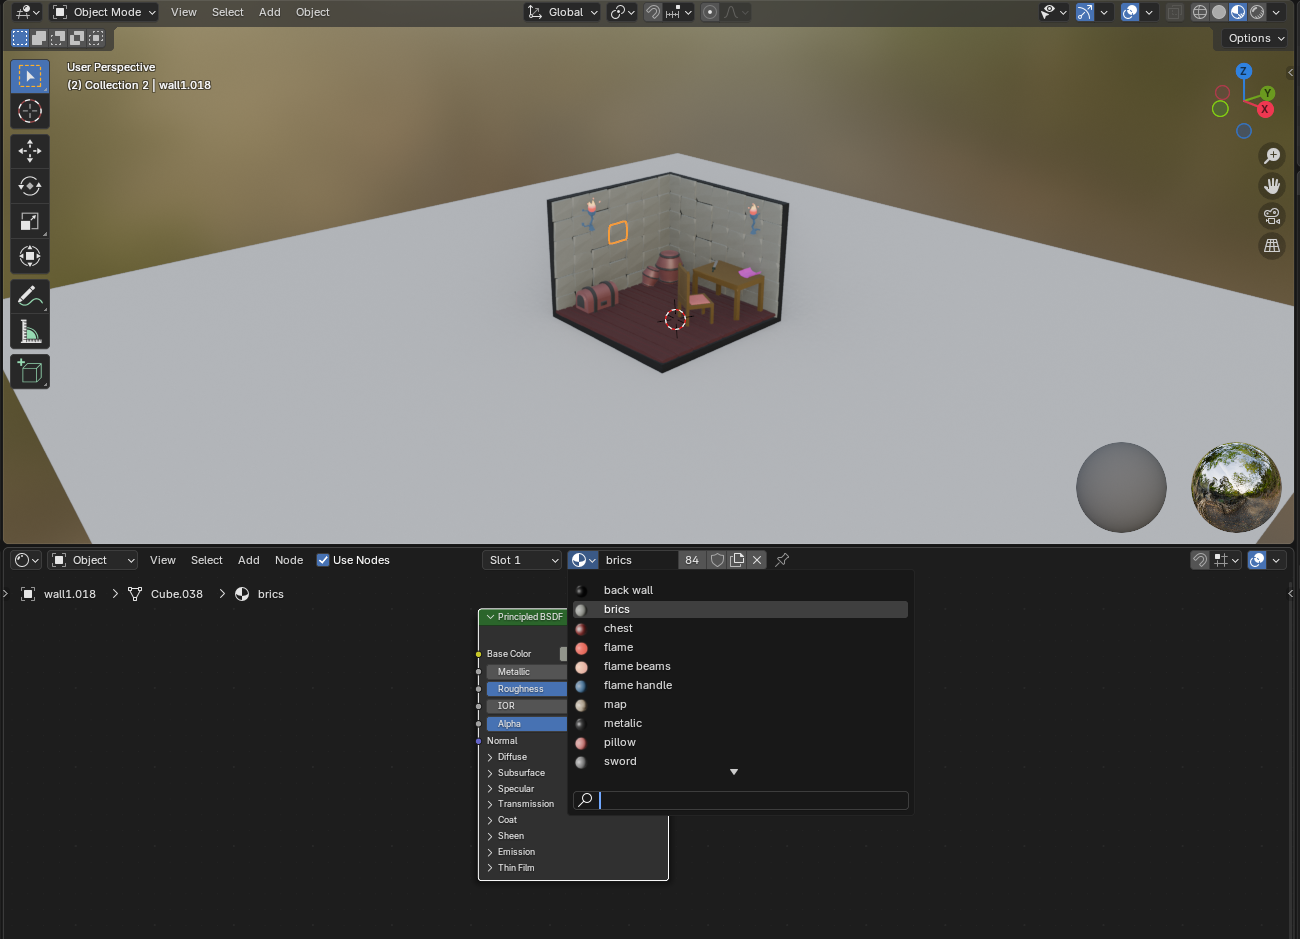 Object Mode View Select Add Object Global
Options
User Perspective
(2) Collection 2 | wall1.018
Z
Y
X
Object View Select Add Node Use Nodes Slot 1 brics 84
wall1.018 > Cube.038 > brics
Principled BSDF
Base Color
Metallic
Roughness
IOR
Alpha
Normal
Diffuse
Subsurface
Specular
Transmission
Coat
Sheen
Emission
Thin Film
back wall
brics
chest
flame
flame beams
flame handle
map
metalic
pillow
sword